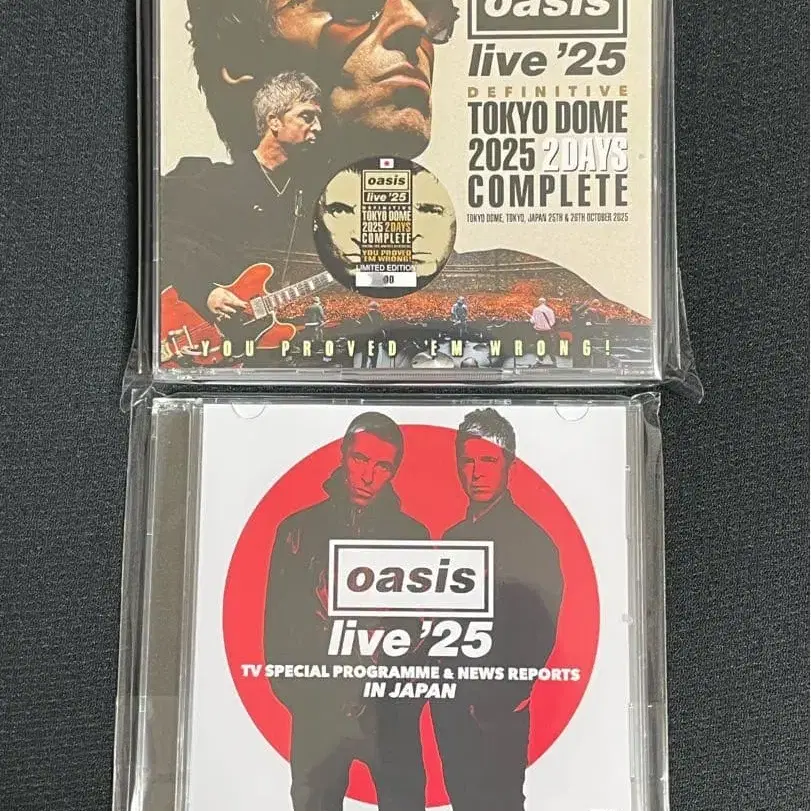 oasis
live '25
DEFINITIVE
TOKYO DOME
2025 2DAYS
COMPLETE
TOKYO DOME, TOKYO, JAPAN 25TH & 26TH OCTOBER 2025
oasis
live '25
DEFINITIVE
TOKYO DOME
2025 2DAYS
COMPLETE
YOU PROVED
'EM WRONG!
LIMITED EDITION
00
YOU PROVED 'EM WRONG!
oasis
live '25
TV SPECIAL PROGRAMME & NEWS REPORTS
IN JAPAN